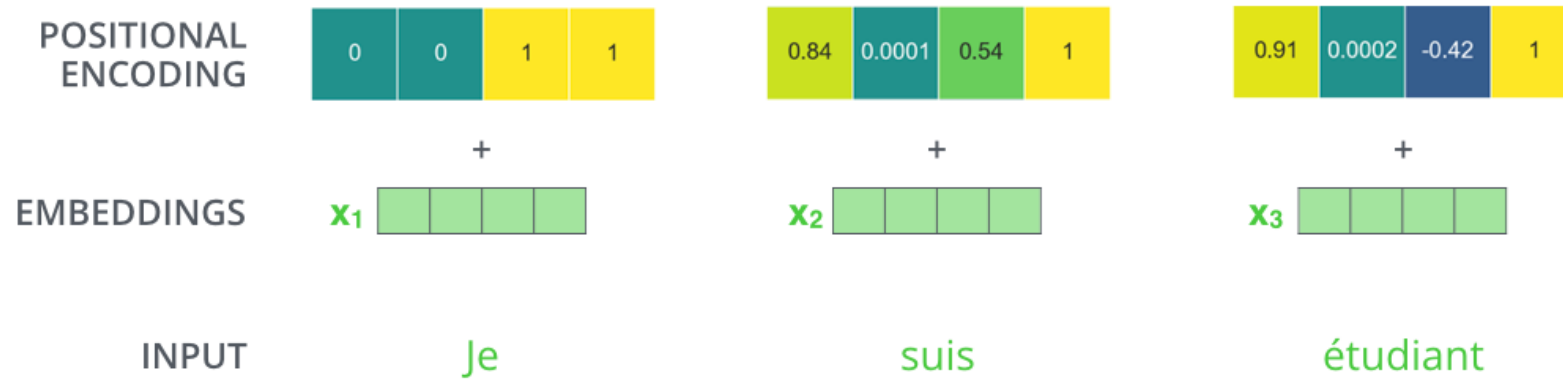 POSITIONAL
ENCODING
0 0 1 1
0.84 0.0001 0.54 1
0.91 0.0002 -0.42 1
+ + +
EMBEDDINGS x1 x2 x3
INPUT Je suis étudiant